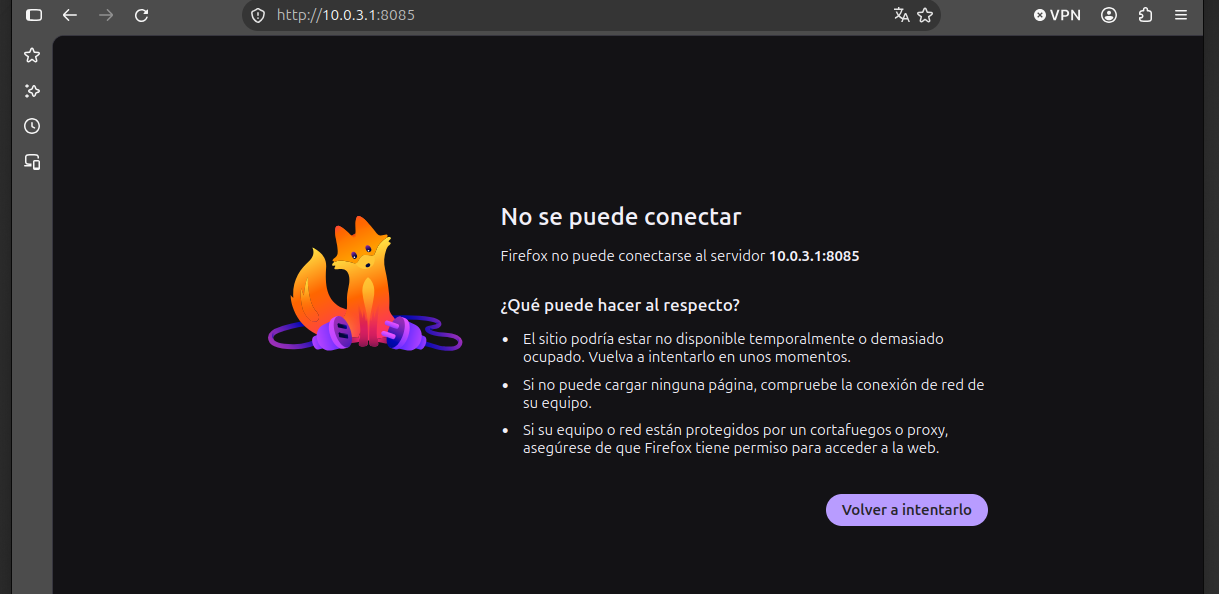 http://10.0.3.1:8085
VPN
No se puede conectar
Firefox no puede conectarse al servidor 10.0.3.1:8085
¿Qué puede hacer al respecto?
El sitio podría estar no disponible temporalmente o demasiado
ocupado. Vuelva a intentarlo en unos momentos.
Si no puede cargar ninguna página, compruebe la conexión de red de
su equipo.
Si su equipo o red están protegidos por un cortafuegos o proxy,
asegúrese de que Firefox tiene permiso para acceder a la web.
Volver a intentarlo